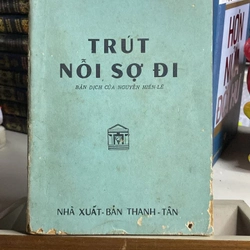 TRÚT
NỖI SỢ ĐI
BẢN DỊCH CỦA NGUYỄN HIẾN-LÊ
NHÀ XUẤT-BẢN THANH-TÂN